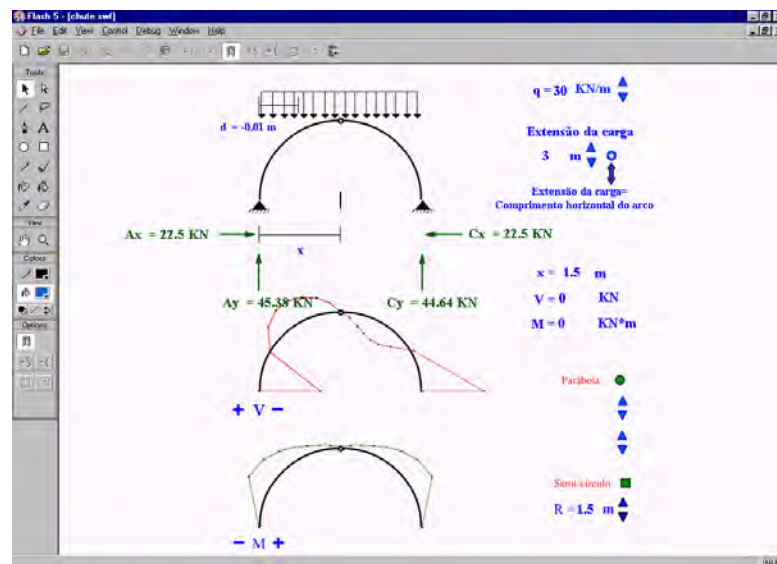 Flash 5 - [chute.swf]
File Edit View Control Debug Window Help
Tools
View
Colors
Options
q = 30 KN/m
d = -0.01 m
Extensão da carga
3 m
Extensão da carga=
Comprimento horizontal do arco
Ax = 22.5 KN
Cx = 22.5 KN
x
x = 1.5 m
Ay = 45.38 KN
Cy = 44.64 KN
V = 0 KN
M = 0 KN*m
Parábola
+ V -
Semi-círculo
R = 1.5 m
- M +